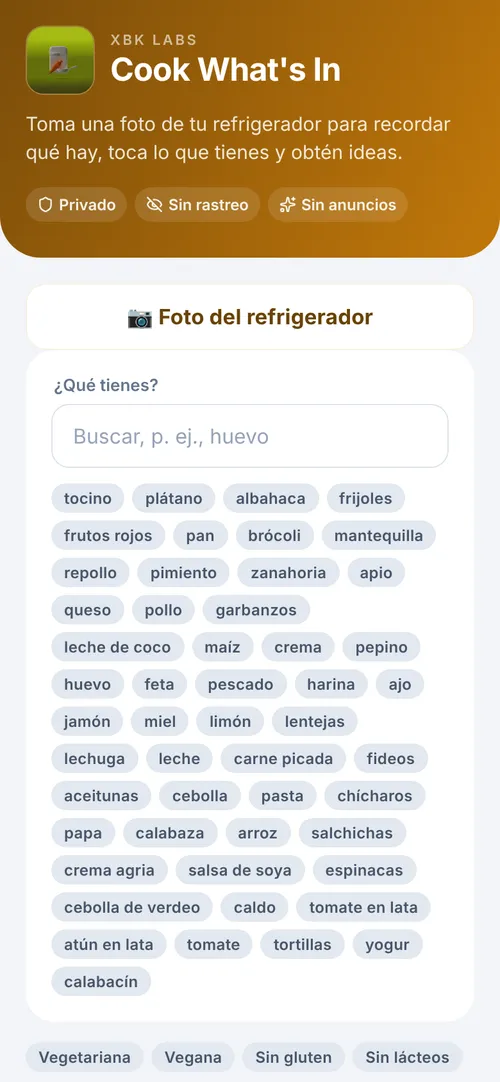 XBK LABS
Cook What's In
Toma una foto de tu refrigerador para recordar
qué hay, toca lo que tienes y obtén ideas.
Privado Sin rastreo Sin anuncios
Foto del refrigerador
¿Qué tienes?
Buscar, p. ej., huevo
tocino plátano albahaca frijoles
frutos rojos pan brócoli mantequilla
repollo pimiento zanahoria apio
queso pollo garbanzos
leche de coco maíz crema pepino
huevo feta pescado harina ajo
jamón miel limón lentejas
lechuga leche carne picada fideos
aceitunas cebolla pasta chícharos
papa calabaza arroz salchichas
crema agria salsa de soya espinacas
cebolla de verdeo caldo tomate en lata
atún en lata tomate tortillas yogur
calabacín
Vegetariana Vegana Sin gluten Sin lácteos